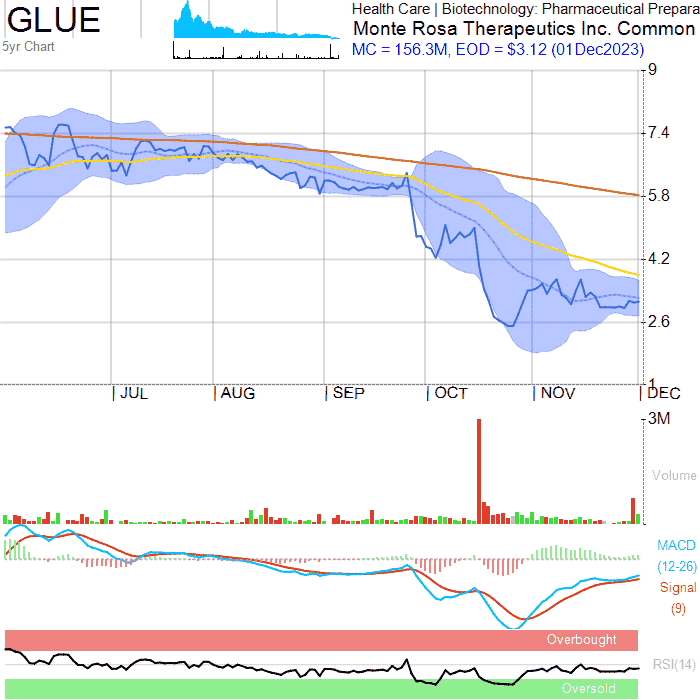 GLUE
5yr Chart
Health Care | Biotechnology: Pharmaceutical Prepara
Monte Rosa Therapeutics Inc. Common
MC = 156.3M, EOD = $3.12 (01Dec2023)
9
7.4
5.8
4.2
2.6
1
JUL
AUG
SEP
OCT
NOV
DEC
3M
Volume
MACD
(12-26)
Signal
(9)
Overbought
RSI(14)
Oversold